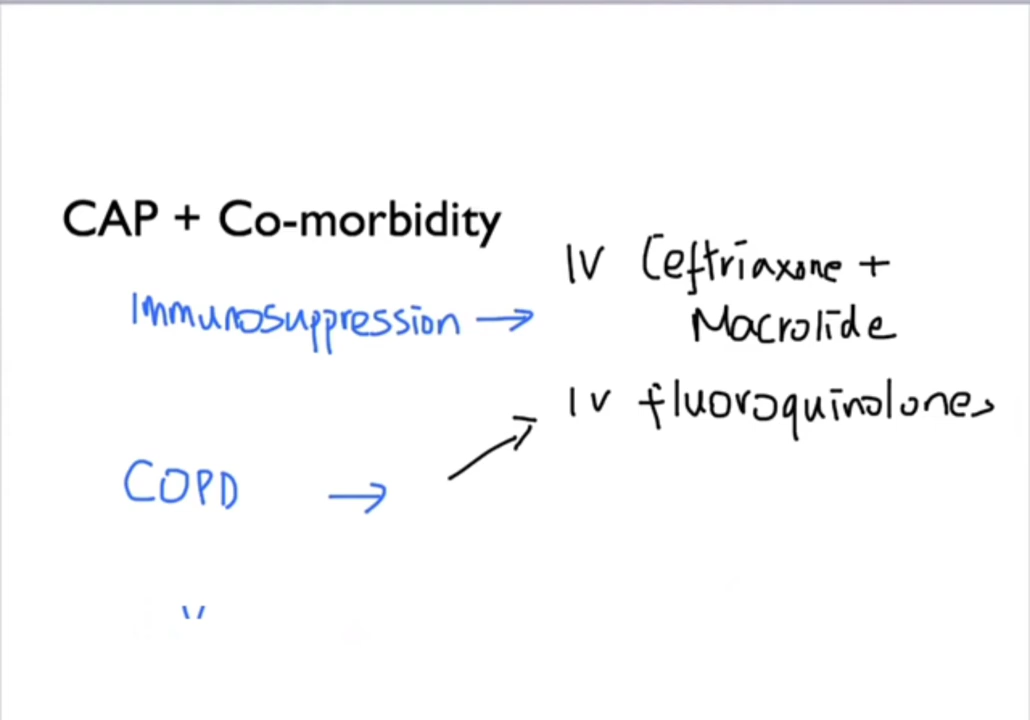 CAP + Co-morbidity
Immunosuppression → IV Ceftriaxone +
Macrolide
IV fluoroquinolones
COPD →